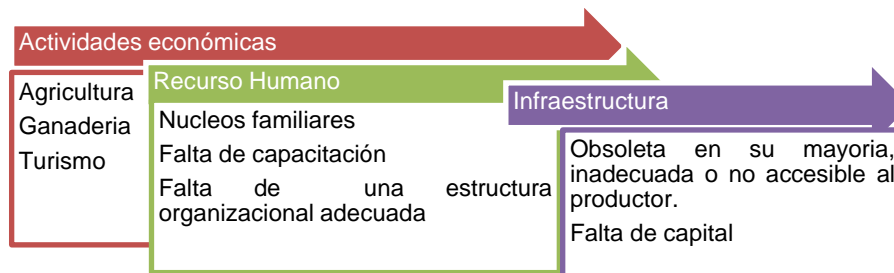 Actividades económicas
Agricultura
Ganaderia
Turismo
Recurso Humano
Nucleos familiares
Falta de capacitación
Falta de una estructura
organizacional adecuada
Infraestructura
Obsoleta en su mayoria,
inadecuada o no accesible al
productor.
Falta de capital